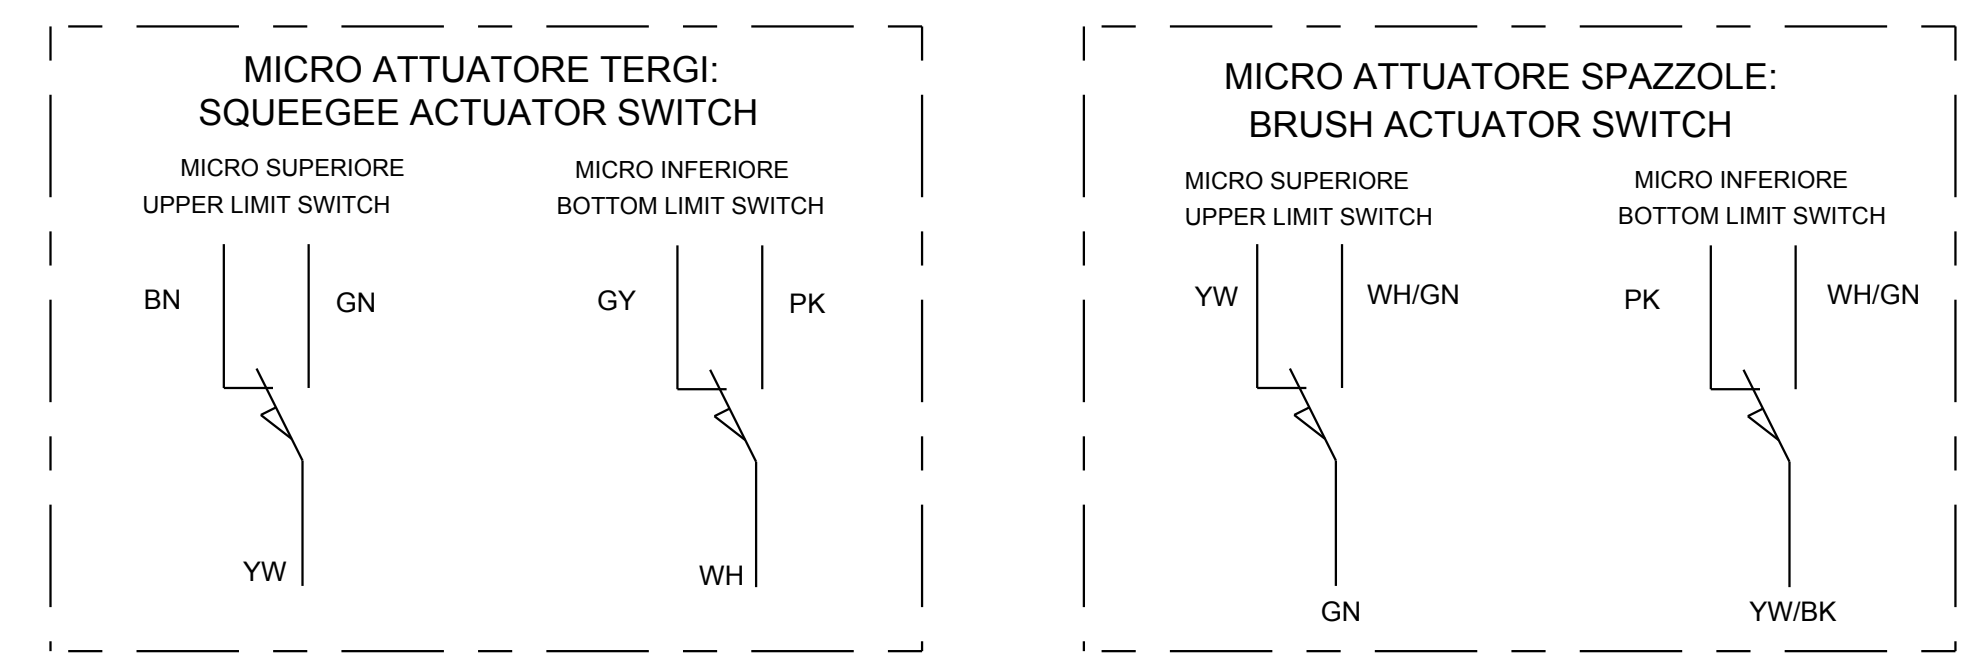 MICRO ATTUATORE TERGI:
SQUEEGEE ACTUATOR SWITCH
MICRO SUPERIORE
UPPER LIMIT SWITCH
MICRO INFERIORE
BOTTOM LIMIT SWITCH
BN
GN
GY
PK
YW
WH
MICRO ATTUATORE SPAZZOLE:
BRUSH ACTUATOR SWITCH
MICRO SUPERIORE
UPPER LIMIT SWITCH
MICRO INFERIORE
BOTTOM LIMIT SWITCH
YW
WH/GN
PK
WH/GN
GN
YW/BK